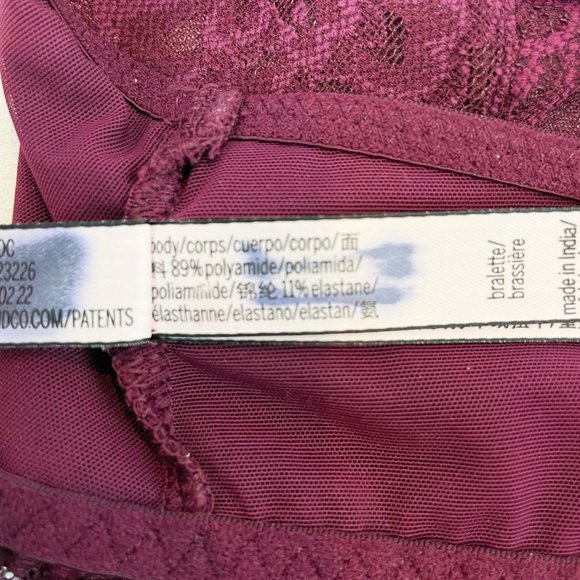 DC
23226
02 22
UDCO.COM/PATENTS
body/corps/cuerpo/corpo/面
料 89% polyamide/poliamida/
poliammide/锦纶 11% elastane/
élasthanne/elastano/elastan/氨
bralette/
brassière
made in India/